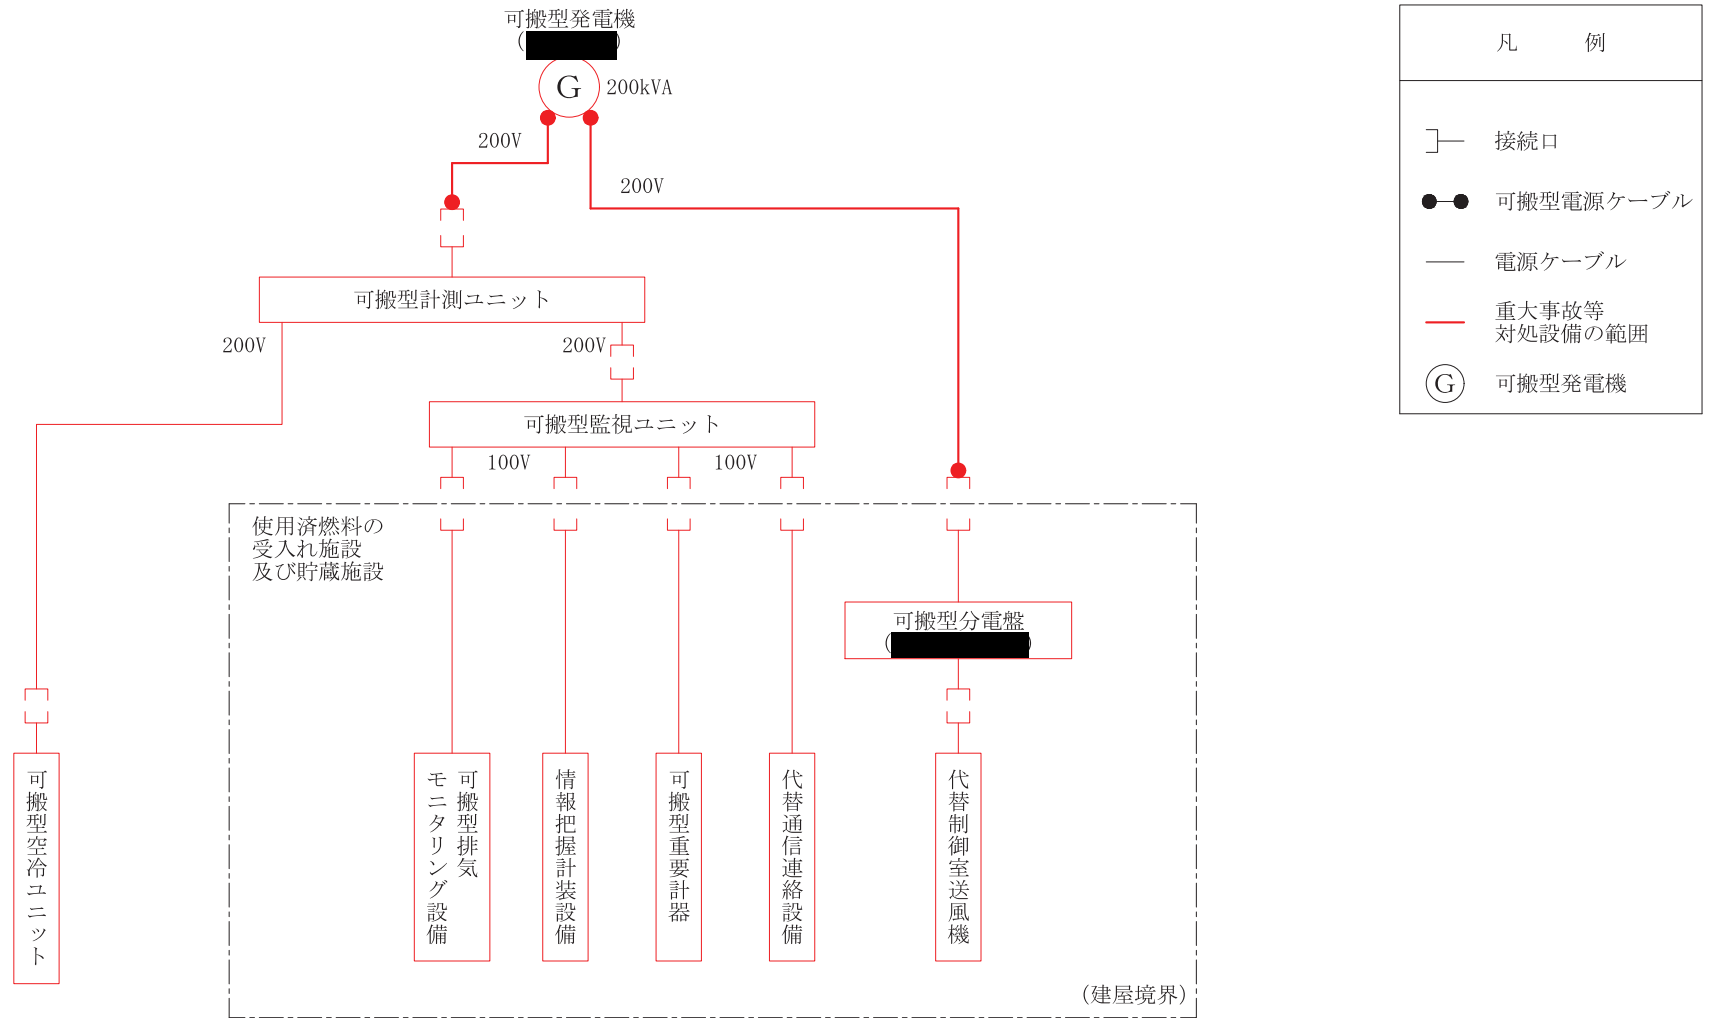 可搬型発電機
(
)
G
200kVA
200V
200V
可搬型計測ユニット
200V
200V
可搬型監視ユニット
100V
100V
使用済燃料の
受入れ施設
及び貯蔵施設
可搬型分電盤
(
)
可搬型空冷ユニット
可搬型排気
モニタリング設備
情報把握計装設備
可搬型重要計器
代替通信連絡設備
代替制御室送風機
(建屋境界)
凡 例
接続口
可搬型電源ケーブル
電源ケーブル
重大事故等
対処設備の範囲
G
可搬型発電機